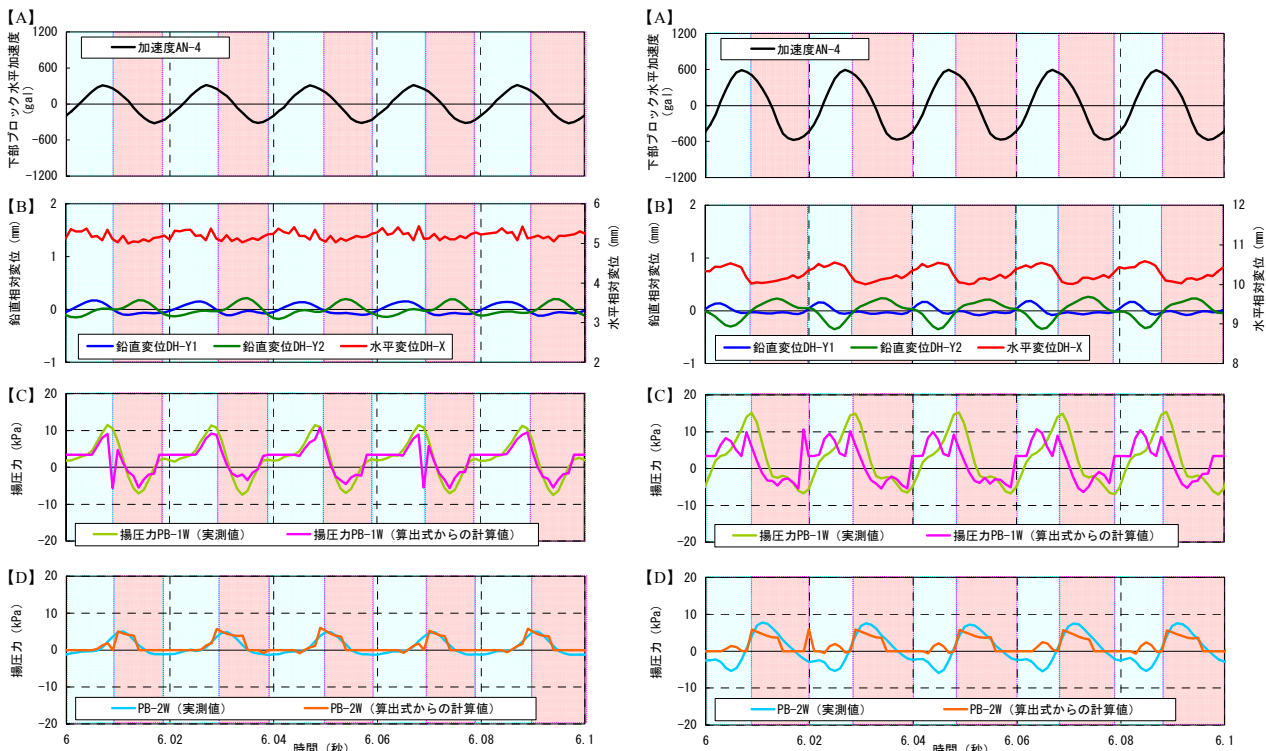 【A】
1200
600
0
-600
-1200
下部ブロック水平加速度
(gal)
加速度AN-4
【B】
2
1
0
-1
鉛直相対変位 (mm)
6
5
4
3
2
水平相対変位 (mm)
鉛直変位DH-Y1
鉛直変位DH-Y2
水平変位DH-X
【C】
20
10
0
-10
-20
揚圧力 (kPa)
揚圧力PB-1W (実測値)
揚圧力PB-1W (算出式からの計算値)
【D】
20
10
0
-10
-20
揚圧力 (kPa)
PB-2W (実測値)
PB-2W (算出式からの計算値)
6
6.02
6.04
6.06
6.08
6.1
時間 (秒)
【A】
1200
600
0
-600
-1200
下部ブロック水平加速度
(gal)
加速度AN-4
【B】
2
1
0
-1
鉛直相対変位 (mm)
12
11
10
9
8
水平相対変位 (mm)
鉛直変位DH-Y1
鉛直変位DH-Y2
水平変位DH-X
【C】
20
10
0
-10
-20
揚圧力 (kPa)
揚圧力PB-1W (実測値)
揚圧力PB-1W (算出式からの計算値)
【D】
20
10
0
-10
-20
揚圧力 (kPa)
PB-2W (実測値)
PB-2W (算出式からの計算値)
6
6.02
6.04
6.06
6.08
6.1
時間 (秒)